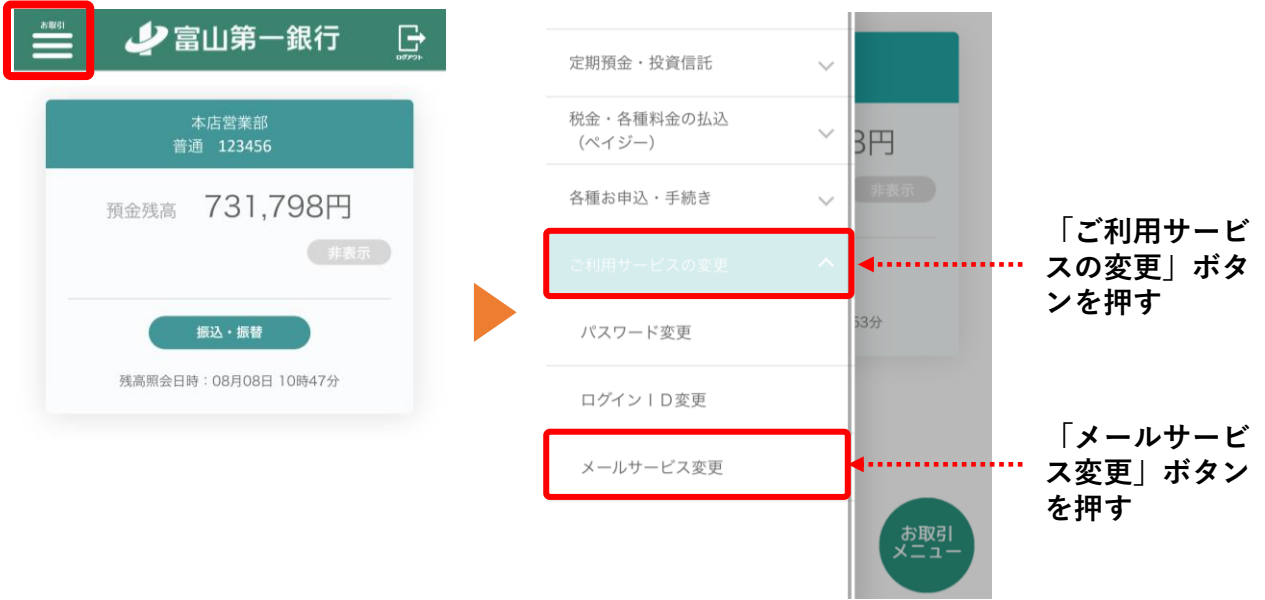 お取引
富山第一銀行
ログアウト
本店営業部
普通 123456
預金残高 731,798円
非表示
振込・振替
残高照会日時：08月08日 10時47分
定期預金・投資信託
税金・各種料金の払込
（ペイジー）
各種お申込・手続き
ご利用サービスの変更
パスワード変更
ログインＩＤ変更
メールサービス変更
8円
非表示
53分
お取引
メニュー
「ご利用サービ
スの変更」ボタ
ンを押す
「メールサービ
ス変更」ボタン
を押す